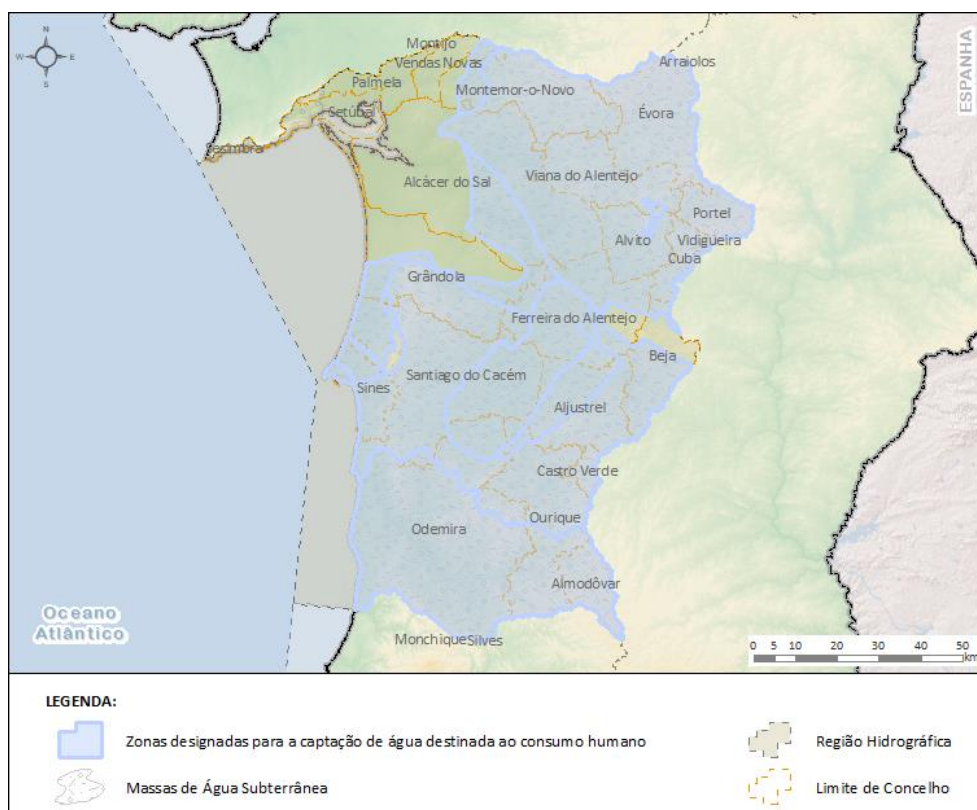 N
W
E
S
Montijo
Vendas Novas
Palmela
Setúbal
Sesimbra
Montemor-o-Novo
Arraiolos
Évora
ESPANHA
Alcácer do Sal
Viana do Alentejo
Portel
Alvito
Vidigueira
Cuba
Grândola
Ferreira do Alentejo
Beja
Sines
Santiago do Cacém
Aljustrel
Castro Verde
Ourique
Odemira
Almodôvar
Oceano
Atlântico
Monchique
Silves
0 5 10 20 30 40 50
km
LEGENDA:
Zonas designadas para a captação de água destinada ao consumo humano
Região Hidrográfica
Massas de Água Subterrânea
Limite de Concelho